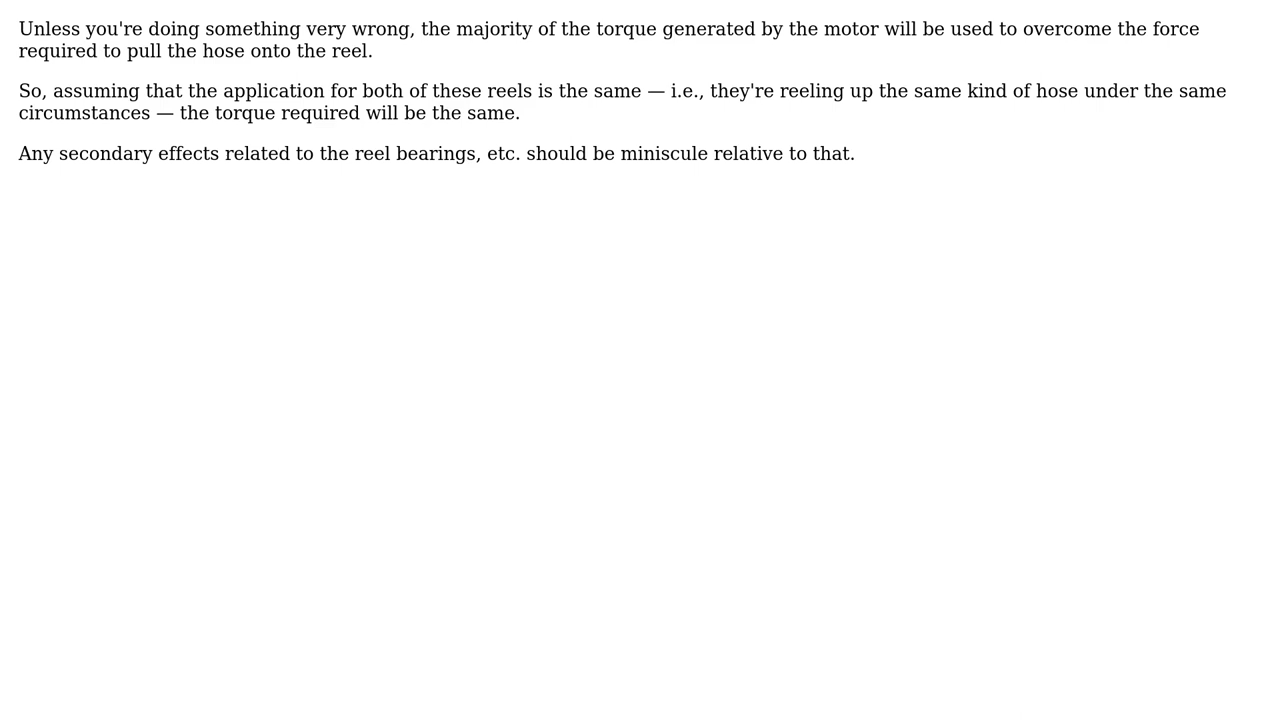 Unless you're doing something very wrong, the majority of the torque generated by the motor will be used to overcome the force
required to pull the hose onto the reel.
So, assuming that the application for both of these reels is the same — i.e., they're reeling up the same kind of hose under the same
circumstances — the torque required will be the same.
Any secondary effects related to the reel bearings, etc. should be miniscule relative to that.